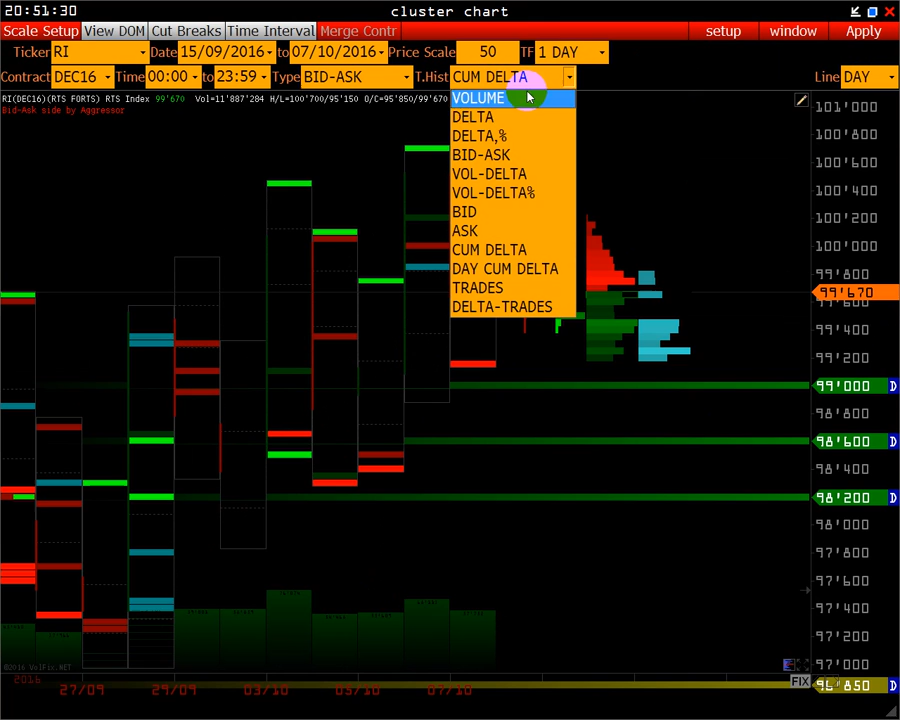 20:51:30
cluster chart
Scale Setup View DOM Cut Breaks Time Interval Merge Contr setup window Apply
Ticker RI Date 15/09/2016 to 07/10/2016 Price Scale 50 TF 1 DAY
Contract DEC16 Time 00:00 to 23:59 Type BID-ASK T.Hist CUM DELTA Line DAY
RI(DEC16)(RTS FORTS) RTS Index 99'670 Vol=11'887'284 H/L=100'700/95'150 O/C=95'850/99'670
Bid-Ask side by Aggressor
VOLUME
DELTA
DELTA,%
BID-ASK
VOL-DELTA
VOL-DELTA%
BID
ASK
CUM DELTA
DAY CUM DELTA
TRADES
DELTA-TRADES
101'000
100'800
100'600
100'400
100'200
100'000
99'800
99'670
99'600
99'400
99'200
99'000 D
98'800
98'600 D
98'400
98'200 D
98'000
97'800
97'600
97'400
97'200
97'000
©2016 VolFix.NET
FIX 96'850 D
2016
27/09 29/09 03/10 05/10 07/10